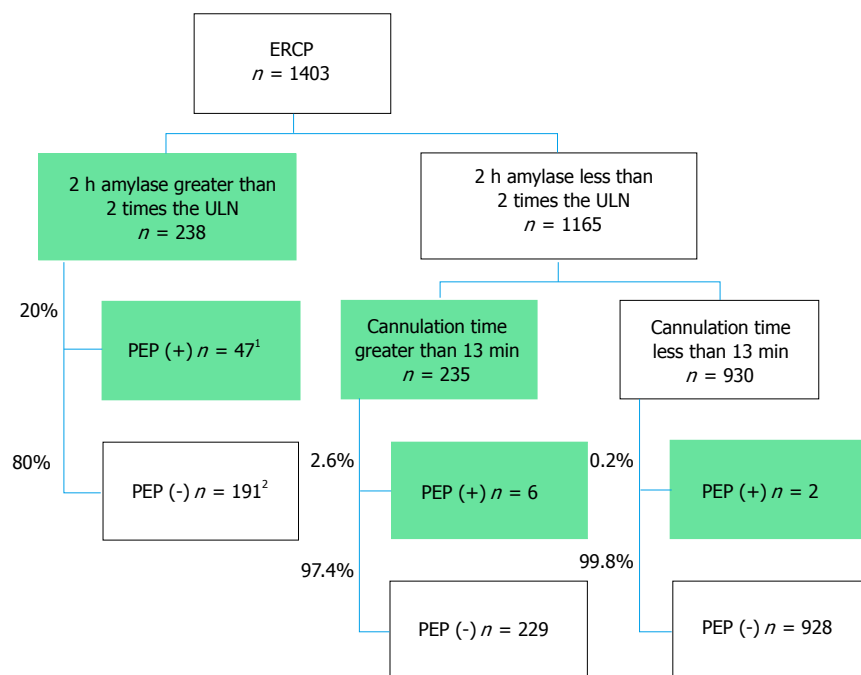 ERCP
n = 1403
2 h amylase greater than
2 times the ULN
n = 238
2 h amylase less than
2 times the ULN
n = 1165
20%
PEP (+) n = 47¹
80%
PEP (-) n = 191²
Cannulation time
greater than 13 min
n = 235
Cannulation time
less than 13 min
n = 930
2.6%
PEP (+) n = 6
97.4%
PEP (-) n = 229
0.2%
PEP (+) n = 2
99.8%
PEP (-) n = 928